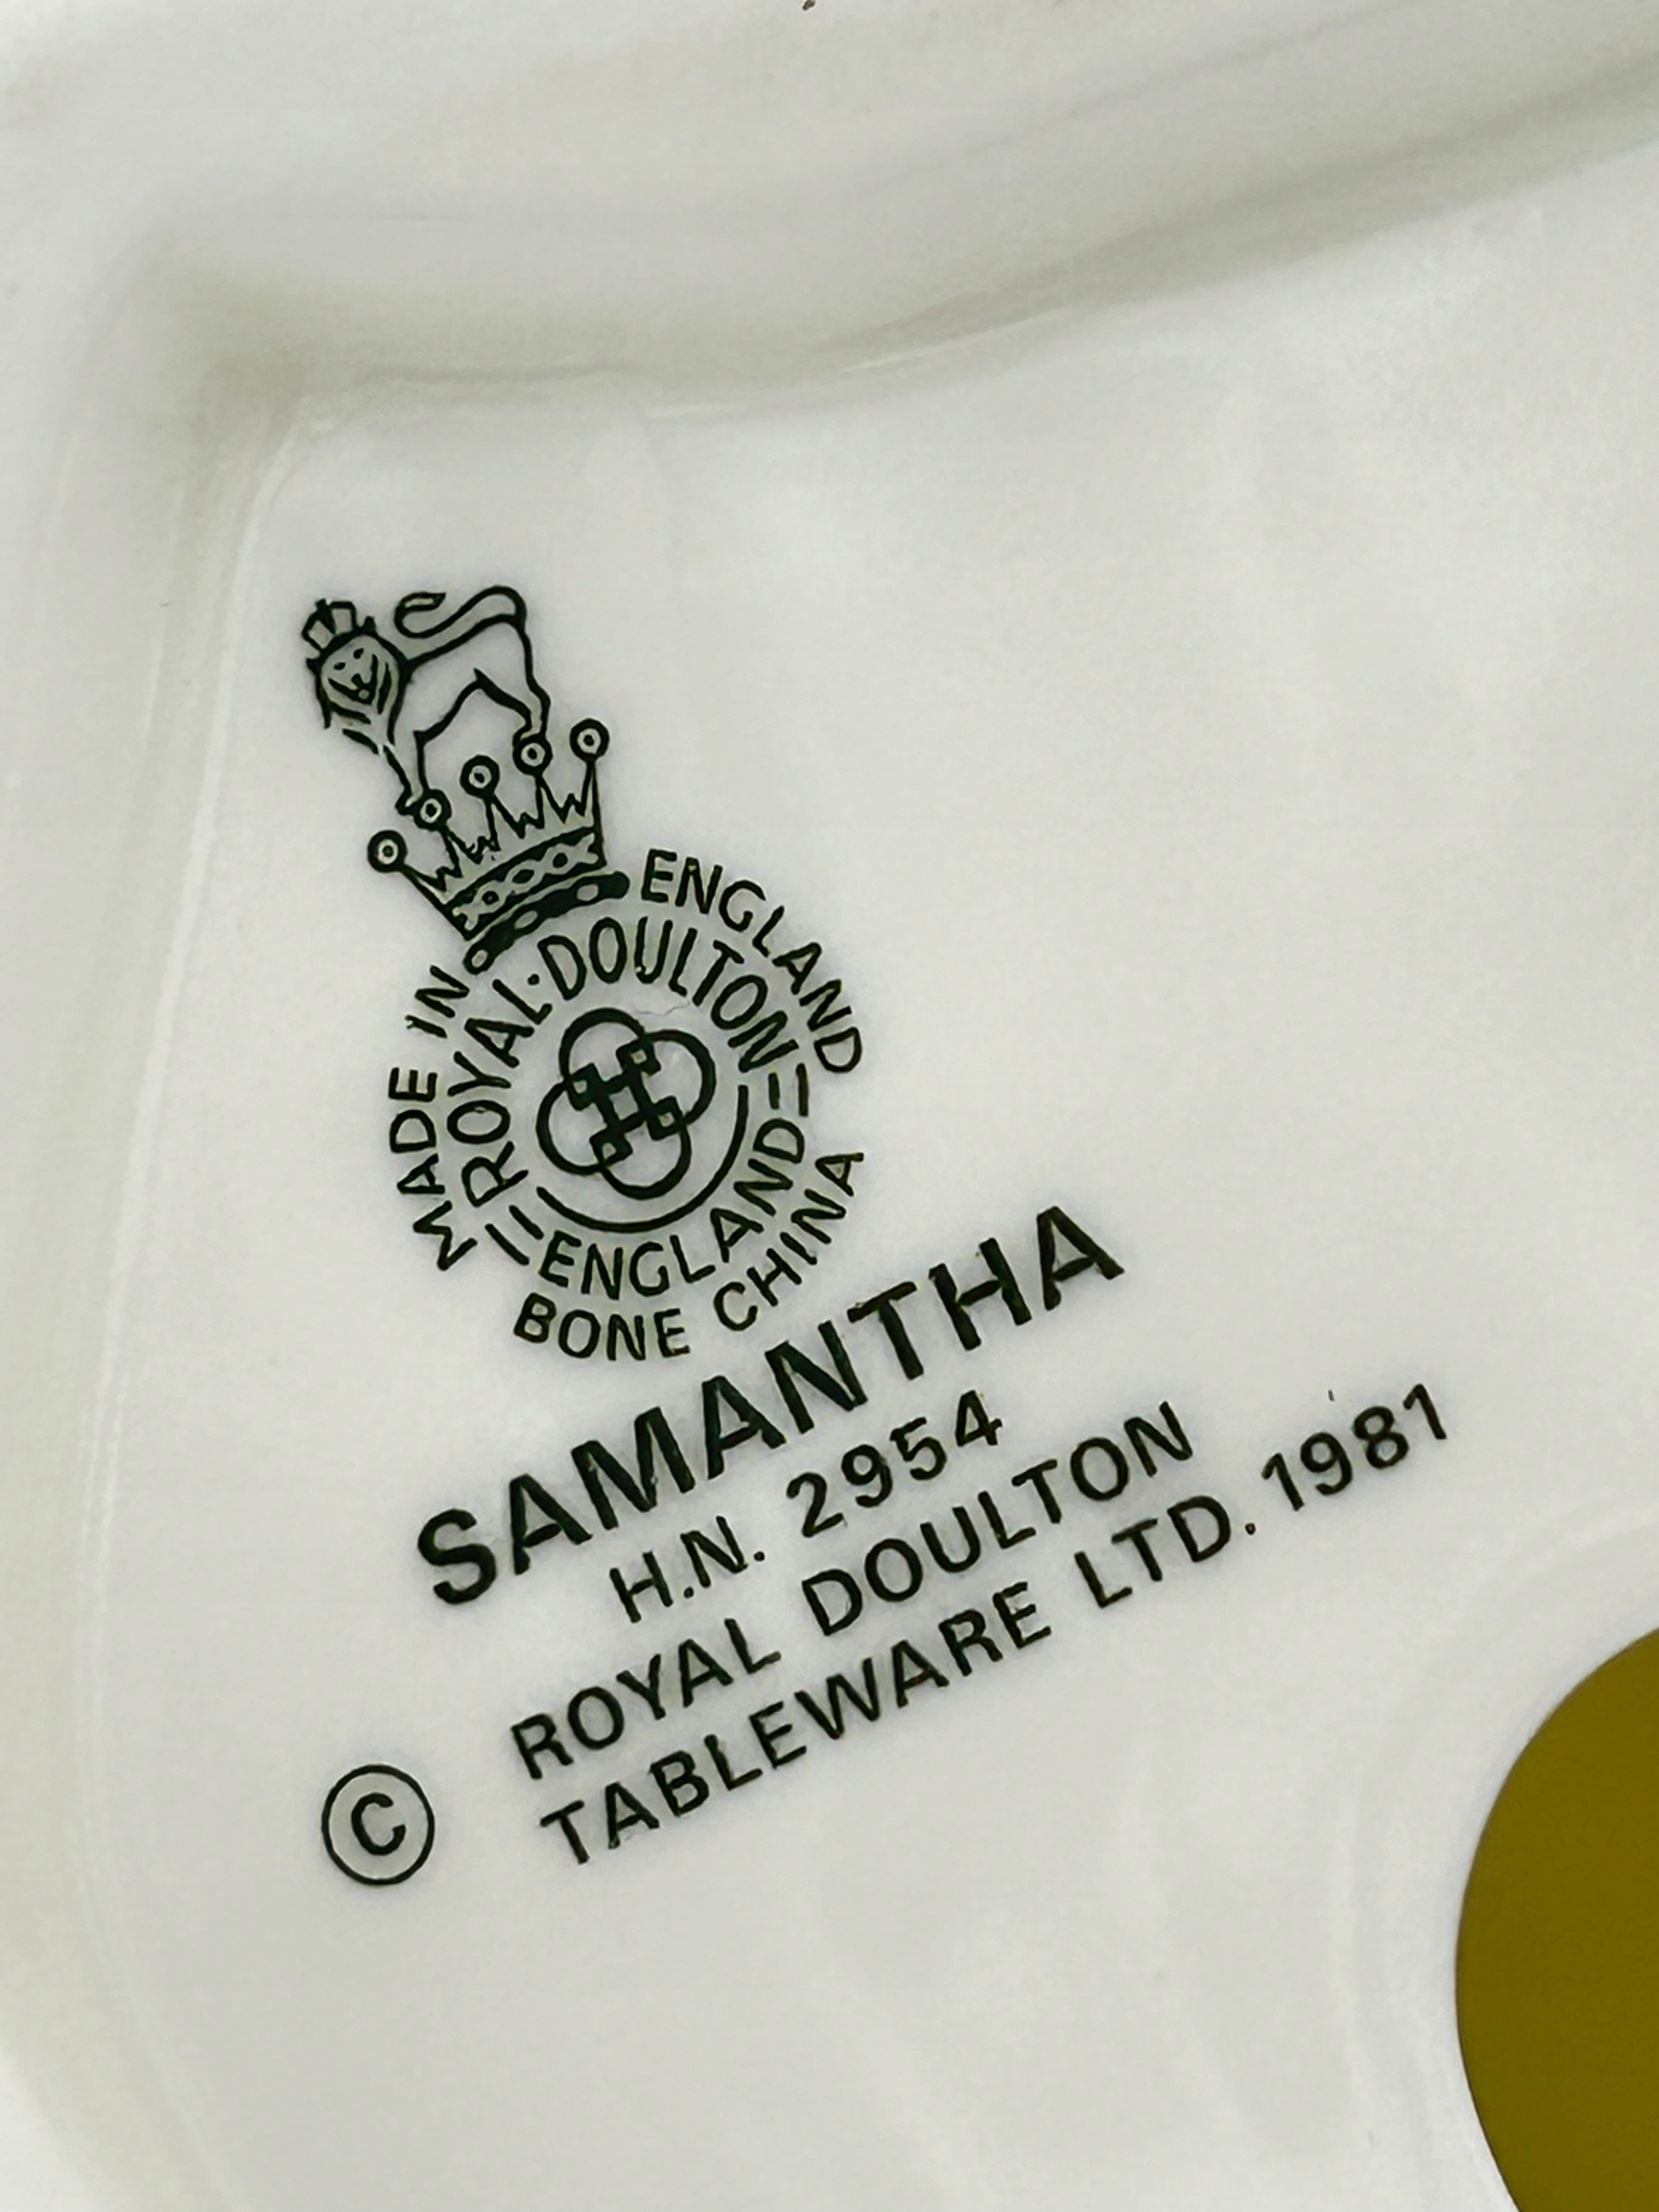 MADE IN ENGLAND
ROYAL·DOULTON
ENGLAND
BONE CHINA
SAMANTHA
H.N. 2954
© ROYAL DOULTON
TABLEWARE LTD. 1981